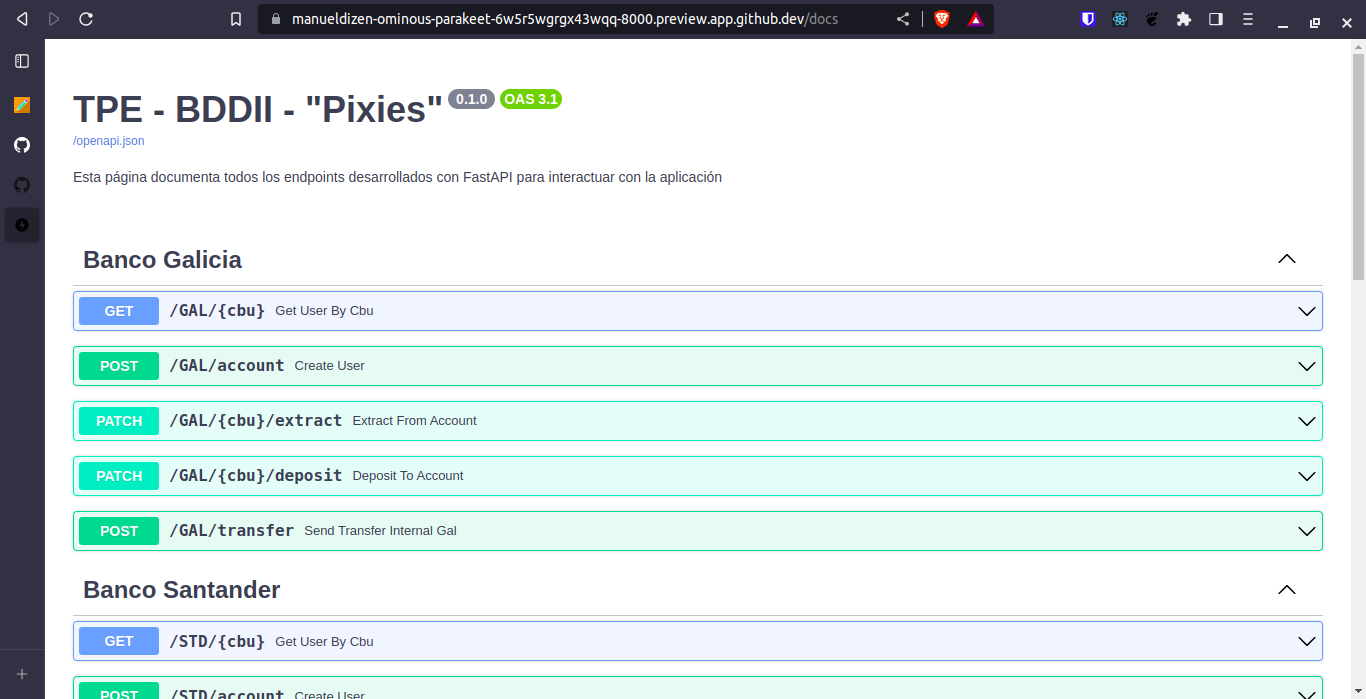 manueldizen-ominous-parakeet-6w5r5wgrgx43wqq-8000.preview.app.github.dev/docs
TPE - BDDII - "Pixies" 0.1.0 OAS 3.1
/openapi.json
Esta página documenta todos los endpoints desarrollados con FastAPI para interactuar con la aplicación
Banco Galicia
GET /GAL/{cbu} Get User By Cbu
POST /GAL/account Create User
PATCH /GAL/{cbu}/extract Extract From Account
PATCH /GAL/{cbu}/deposit Deposit To Account
POST /GAL/transfer Send Transfer Internal Gal
Banco Santander
GET /STD/{cbu} Get User By Cbu
POST /STD/account Create User